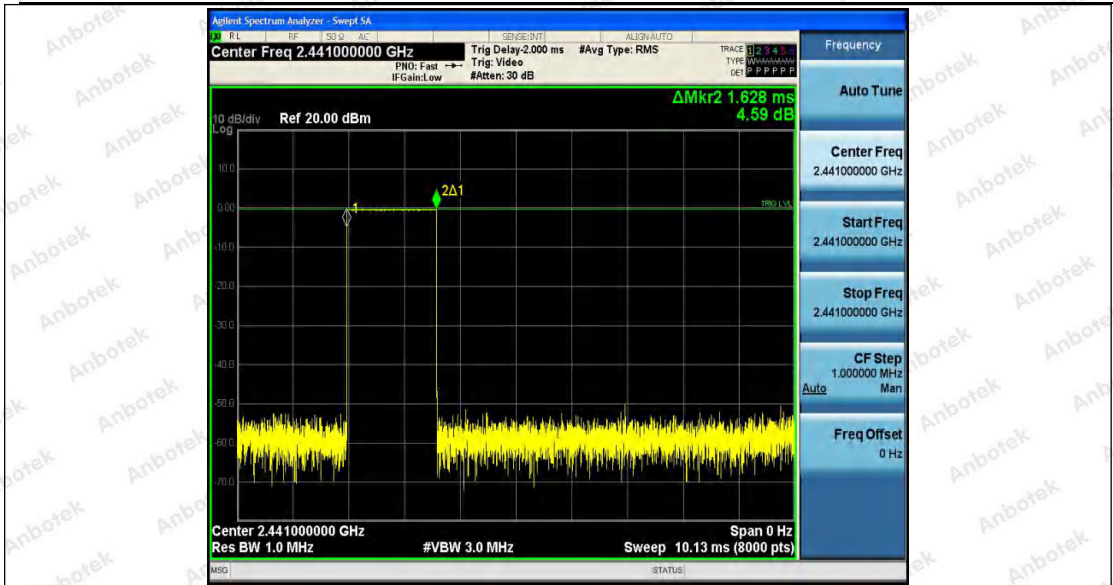 Agilent Spectrum Analyzer - Swept SA
RL RF 50 Ω AC SENSE:INT ALIGN AUTO
Center Freq 2.441000000 GHz
PNO: Fast
IFGain:Low
Trig Delay-2.000 ms
Trig: Video
#Atten: 30 dB
#Avg Type: RMS
TRACE 1 2 3 4 5 6
TYPE W
DET P P P P P P
ΔMkr2 1.628 ms
4.59 dB
10 dB/div Ref 20.00 dBm
Log
10.0
0.00
-10.0
-20.0
-30.0
-40.0
-50.0
-60.0
-70.0
1
2Δ1
TRIG LVL
Center 2.441000000 GHz
Span 0 Hz
Res BW 1.0 MHz
#VBW 3.0 MHz
Sweep 10.13 ms (8000 pts)
MSG
STATUS
Frequency
Auto Tune
Center Freq
2.441000000 GHz
Start Freq
2.441000000 GHz
Stop Freq
2.441000000 GHz
CF Step
1.000000 MHz
Auto Man
Freq Offset
0 Hz
Anbotek